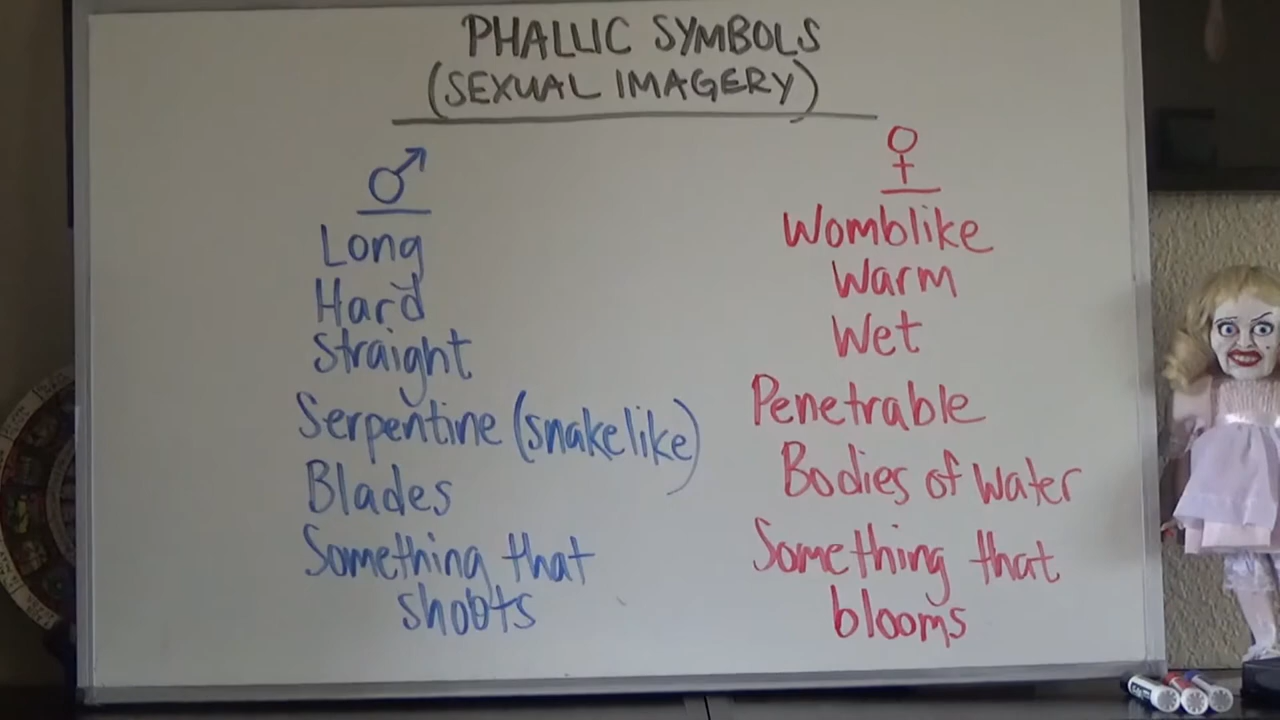 PHALLIC SYMBOLS
(SEXUAL IMAGERY)
♂
Long
Hard
Straight
Serpentine (snakelike)
Blades
Something that
shoots
♀
Womblike
Warm
Wet
Penetrable
Bodies of water
Something that
blooms